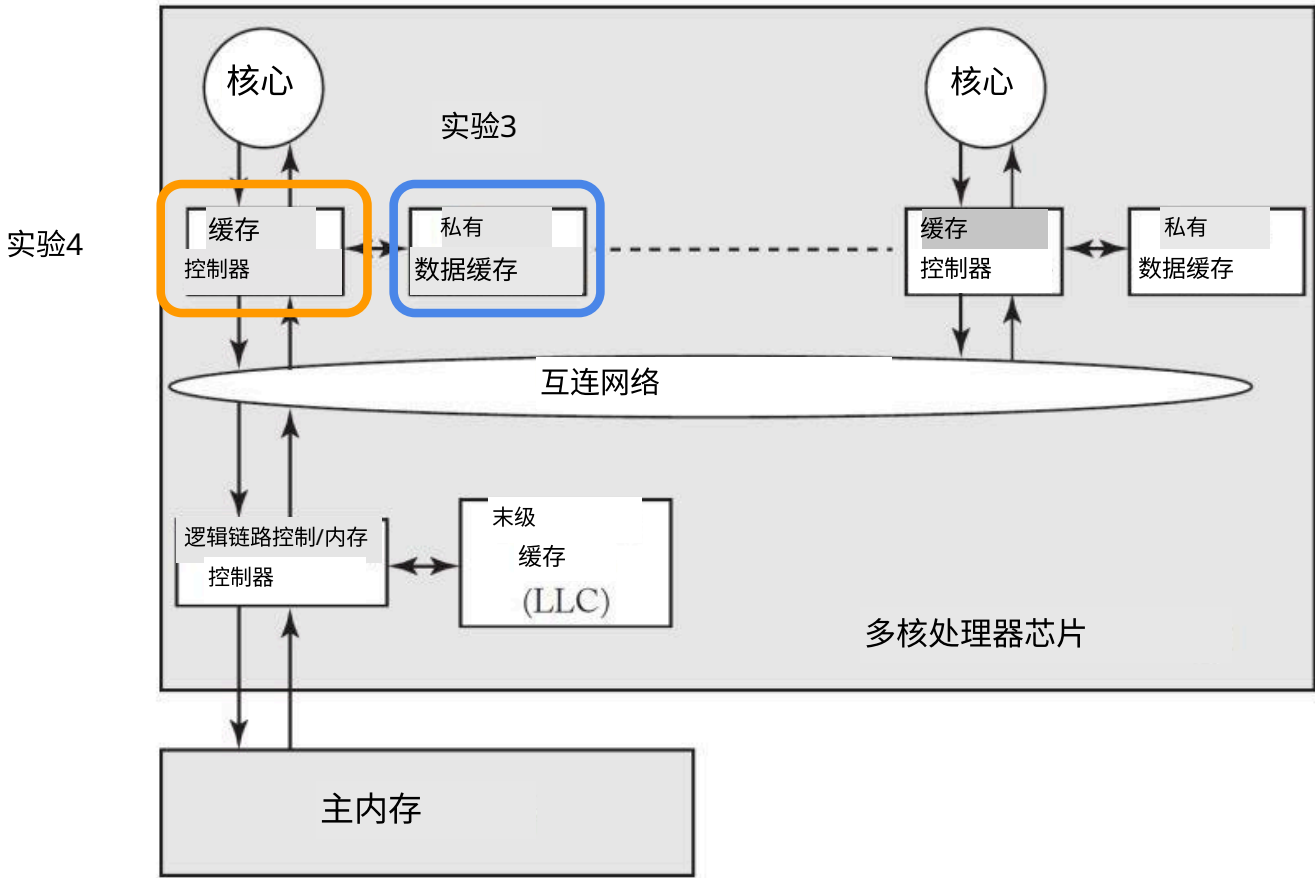 核心
核心
实验3
实验4
缓存
控制器
私有
数据缓存
缓存
控制器
私有
数据缓存
互连网络
逻辑链路控制/内存
控制器
末级
缓存
(LLC)
多核处理器芯片
主内存